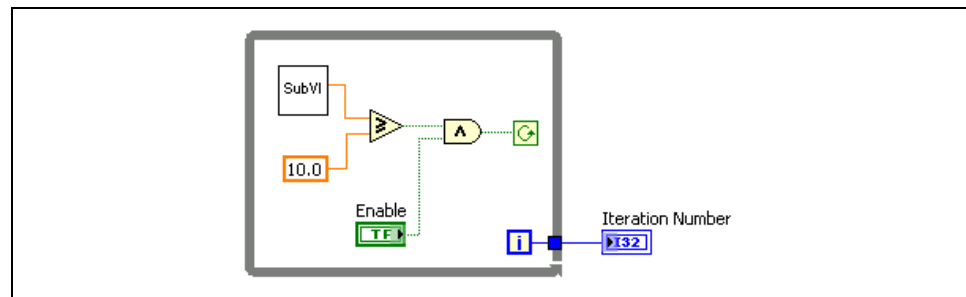 SubVI
10.0
Enable
TF
i
Iteration Number
I32